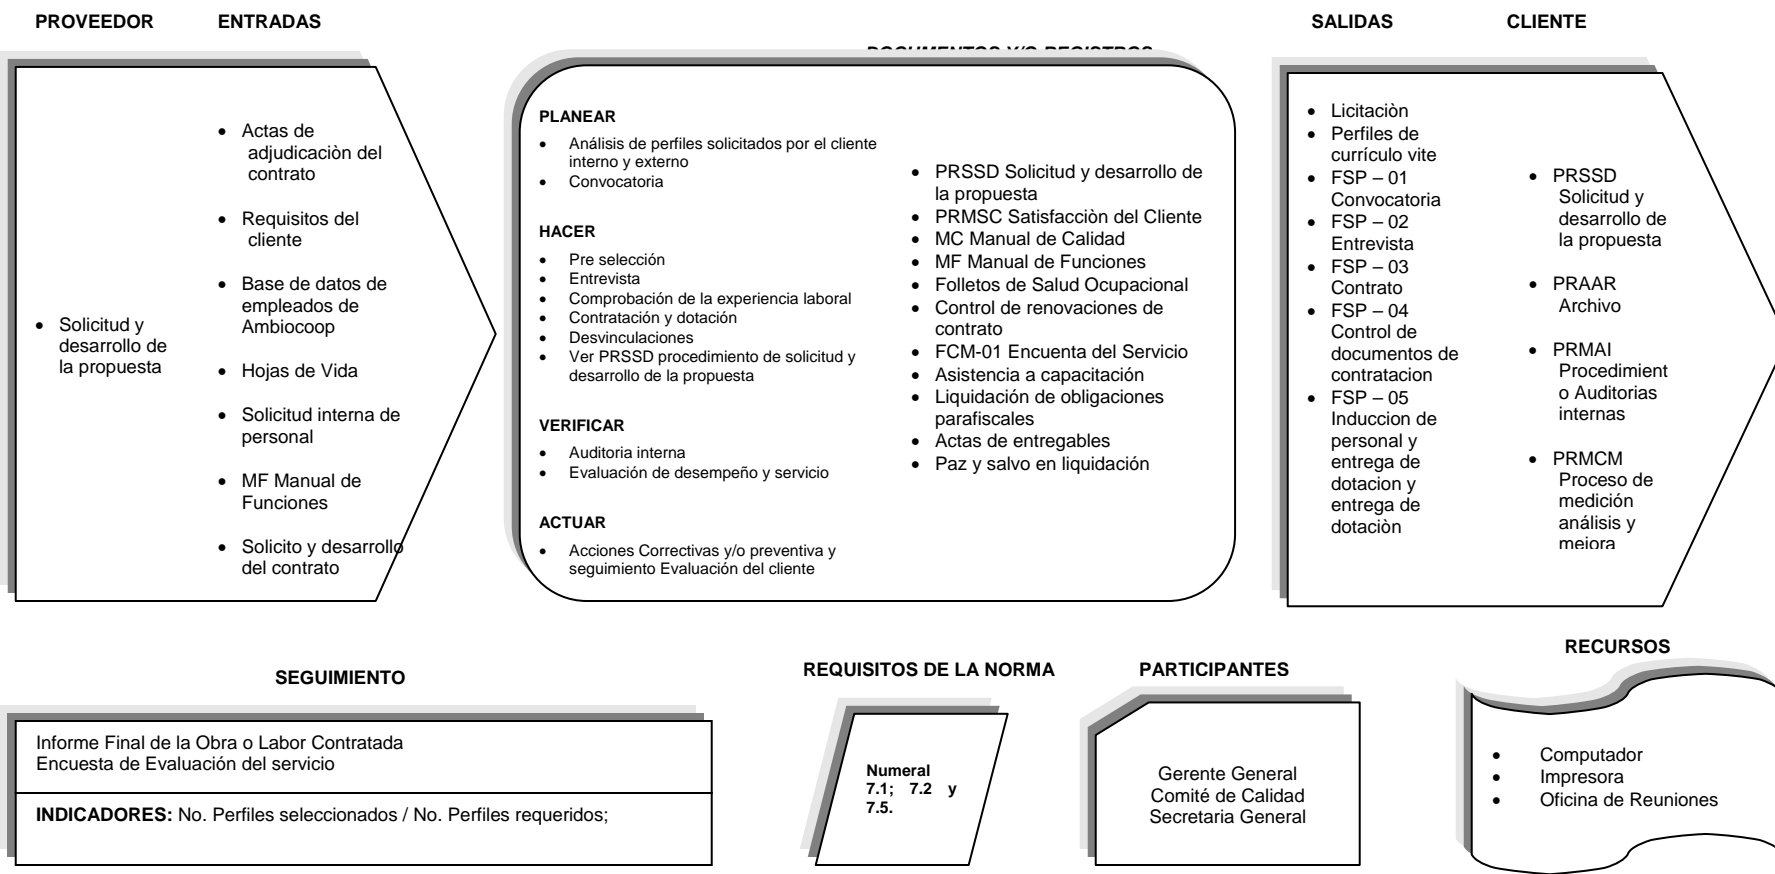 PROVEEDOR
ENTRADAS
• Solicitud y
desarrollo de
la propuesta
• Actas de
adjudicaciòn del
contrato
• Requisitos del
cliente
• Base de datos de
empleados de
Ambiocoop
• Hojas de Vida
• Solicitud interna de
personal
• MF Manual de
Funciones
• Solicito y desarrollo
del contrato
DOCUMENTOS Y/O REGISTROS
PLANEAR
• Análisis de perfiles solicitados por el cliente
interno y externo
• Convocatoria
HACER
• Pre selección
• Entrevista
• Comprobación de la experiencia laboral
• Contratación y dotación
• Desvinculaciones
• Ver PRSSD procedimiento de solicitud y
desarrollo de la propuesta
VERIFICAR
• Auditoria interna
• Evaluación de desempeño y servicio
ACTUAR
• Acciones Correctivas y/o preventiva y
seguimiento Evaluación del cliente
• PRSSD Solicitud y desarrollo de
la propuesta
• PRMSC Satisfacciòn del Cliente
• MC Manual de Calidad
• MF Manual de Funciones
• Folletos de Salud Ocupacional
• Control de renovaciones de
contrato
• FCM-01 Encuenta del Servicio
• Asistencia a capacitación
• Liquidación de obligaciones
parafiscales
• Actas de entregables
• Paz y salvo en liquidación
SALIDAS
CLIENTE
• Licitaciòn
• Perfiles de
currículo vite
• FSP – 01
Convocatoria
• FSP – 02
Entrevista
• FSP – 03
Contrato
• FSP – 04
Control de
documentos de
contratacion
• FSP – 05
Induccion de
personal y
entrega de
dotacion y
entrega de
dotaciòn
• PRSSD
Solicitud y
desarrollo de
la propuesta
• PRAAR
Archivo
• PRMAI
Procedimient
o Auditorias
internas
• PRMCM
Proceso de
medición
análisis y
mejora
SEGUIMIENTO
Informe Final de la Obra o Labor Contratada
Encuesta de Evaluación del servicio
INDICADORES: No. Perfiles seleccionados / No. Perfiles requeridos;
REQUISITOS DE LA NORMA
Numeral
7.1; 7.2 y
7.5.
PARTICIPANTES
Gerente General
Comité de Calidad
Secretaria General
RECURSOS
• Computador
• Impresora
• Oficina de Reuniones